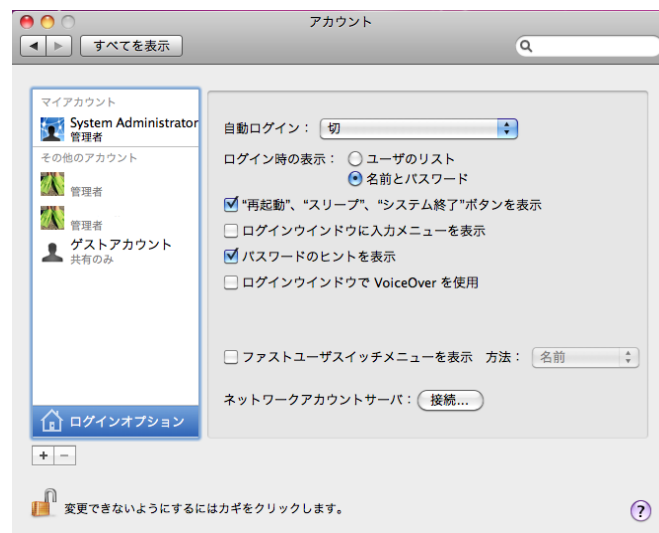 アカウント
すべてを表示
マイアカウント
System Administrator
管理者
その他のアカウント
管理者
管理者
ゲストアカウント
共有のみ
ログインオプション
自動ログイン： 切
ログイン時の表示： ユーザのリスト
名前とパスワード
“再起動”、“スリープ”、“システム終了”ボタンを表示
ログインウインドウに入力メニューを表示
パスワードのヒントを表示
ログインウインドウで VoiceOver を使用
ファストユーザスイッチメニューを表示 方法： 名前
ネットワークアカウントサーバ： 接続...
+ −
変更できないようにするにはカギをクリックします。
?